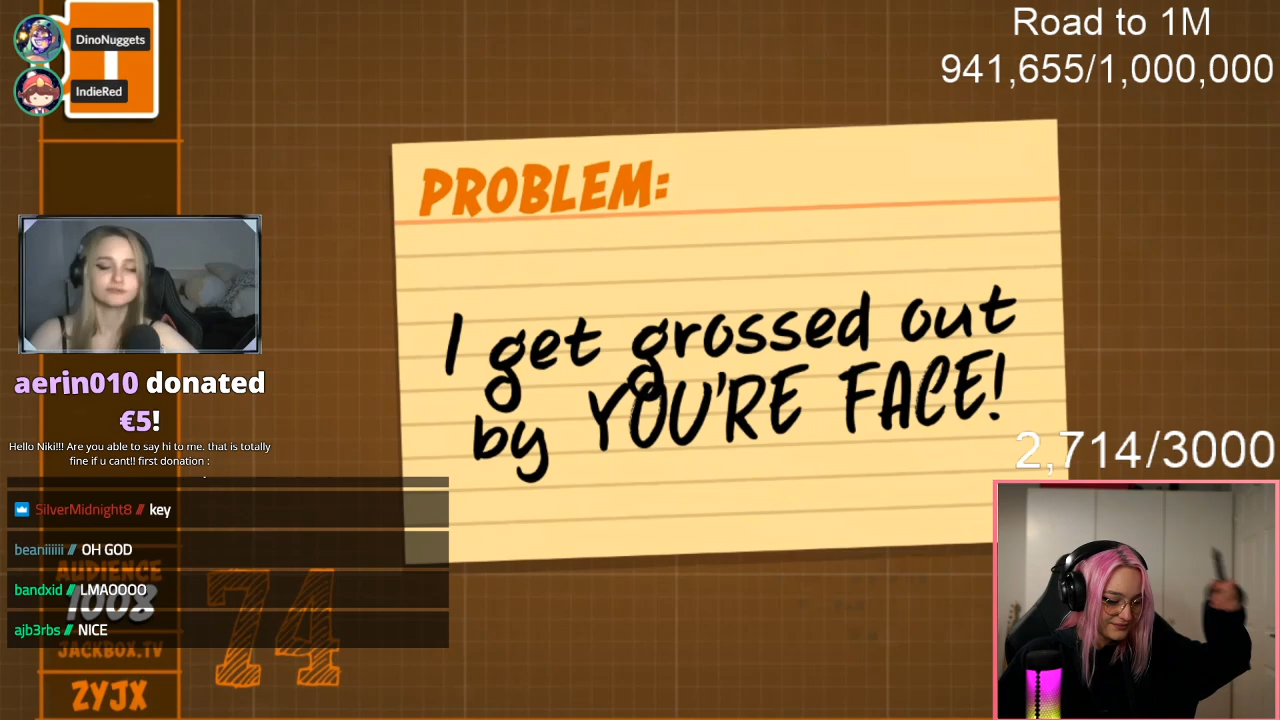 DinoNuggets
IndieRed
Road to 1M
941,655/1,000,000
PROBLEM:
I get grossed out
by YOU'RE FACE!
aerin010 donated
€5!
Hello Niki!!! Are you able to say hi to me. that is totally
fine if u cant!! first donation :
2,714/3000
SilverMidnight8 // key
beaniiiiii // OH GOD
AUDIENCE
bandxid // LMAOOOO
1008
ajb3rbs // NICE
JACKBOX.TV
ZYJX
74